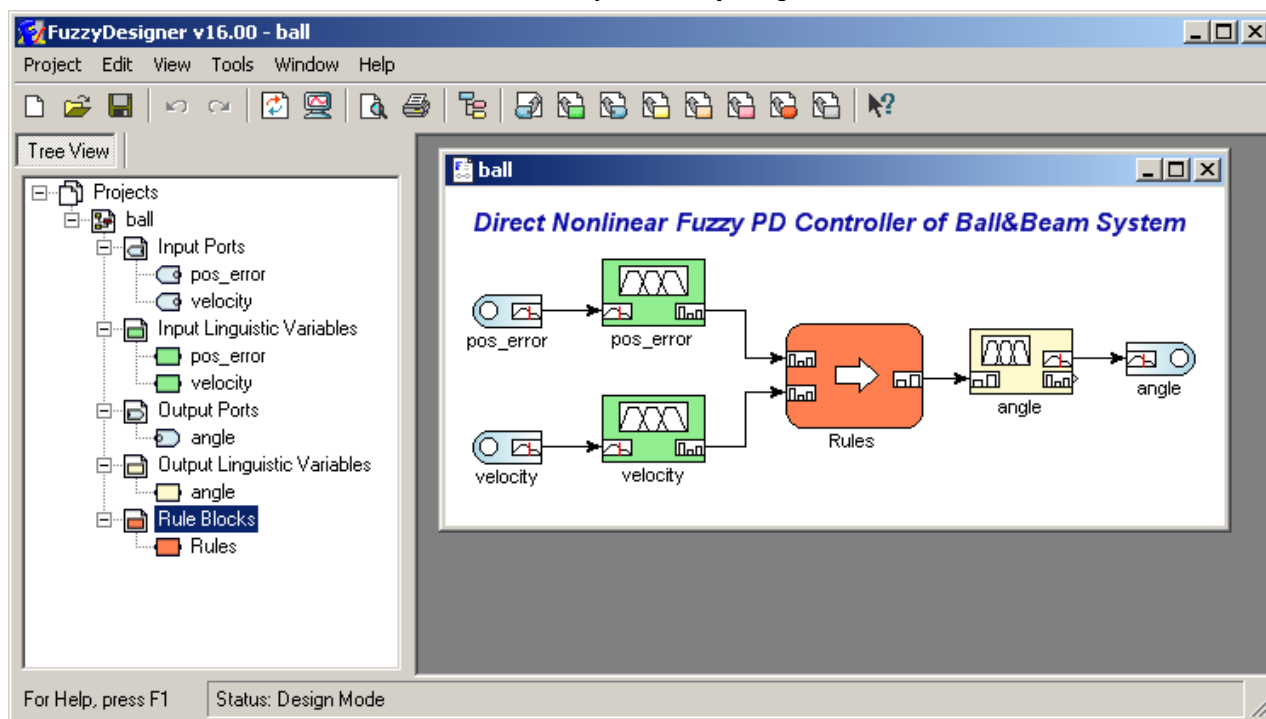 FuzzyDesigner v16.00 - ball
Project Edit View Tools Window Help
Tree View
Projects
ball
Input Ports
pos_error
velocity
Input Linguistic Variables
pos_error
velocity
Output Ports
angle
Output Linguistic Variables
angle
Rule Blocks
Rules
ball
Direct Nonlinear Fuzzy PD Controller of Ball&Beam System
pos_error
pos_error
Rules
angle
angle
velocity
velocity
For Help, press F1
Status: Design Mode